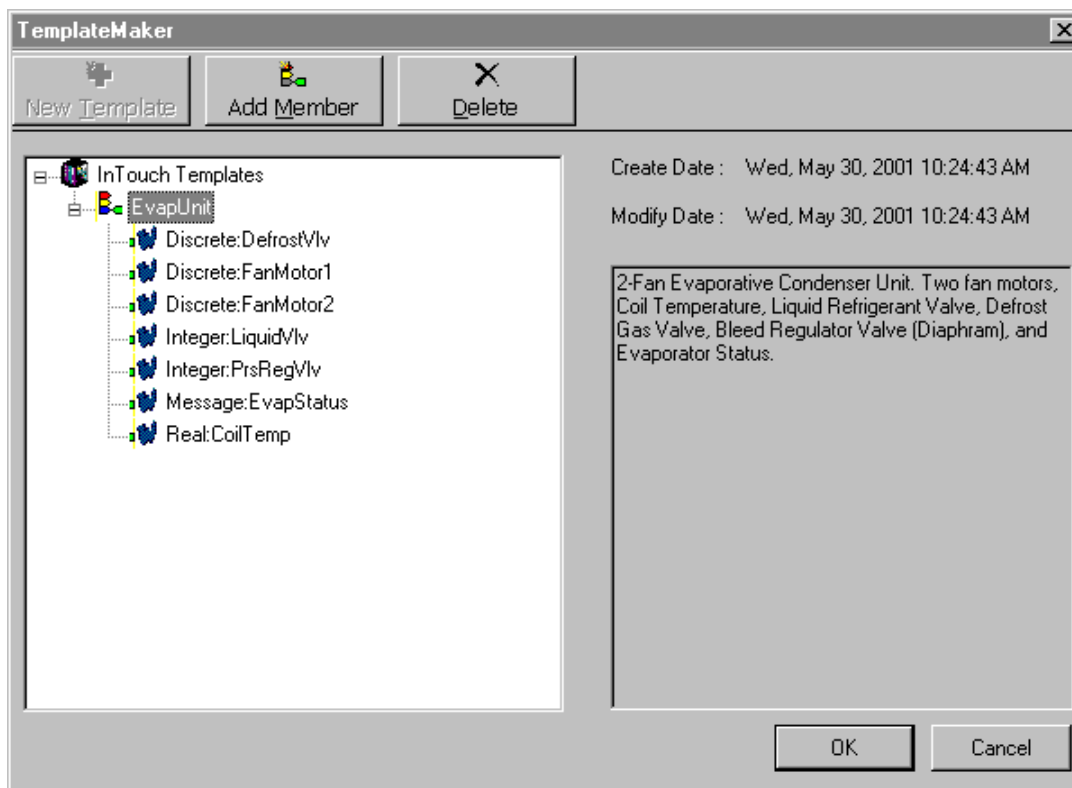 TemplateMaker
New Template
Add Member
Delete
InTouch Templates
EvapUnit
Discrete:DefrostVlv
Discrete:FanMotor1
Discrete:FanMotor2
Integer:LiquidVlv
Integer:PrsRegVlv
Message:EvapStatus
Real:CoilTemp
Create Date : Wed, May 30, 2001 10:24:43 AM
Modify Date : Wed, May 30, 2001 10:24:43 AM
2-Fan Evaporative Condenser Unit. Two fan motors,
Coil Temperature, Liquid Refrigerant Valve, Defrost
Gas Valve, Bleed Regulator Valve (Diaphram), and
Evaporator Status.
OK
Cancel